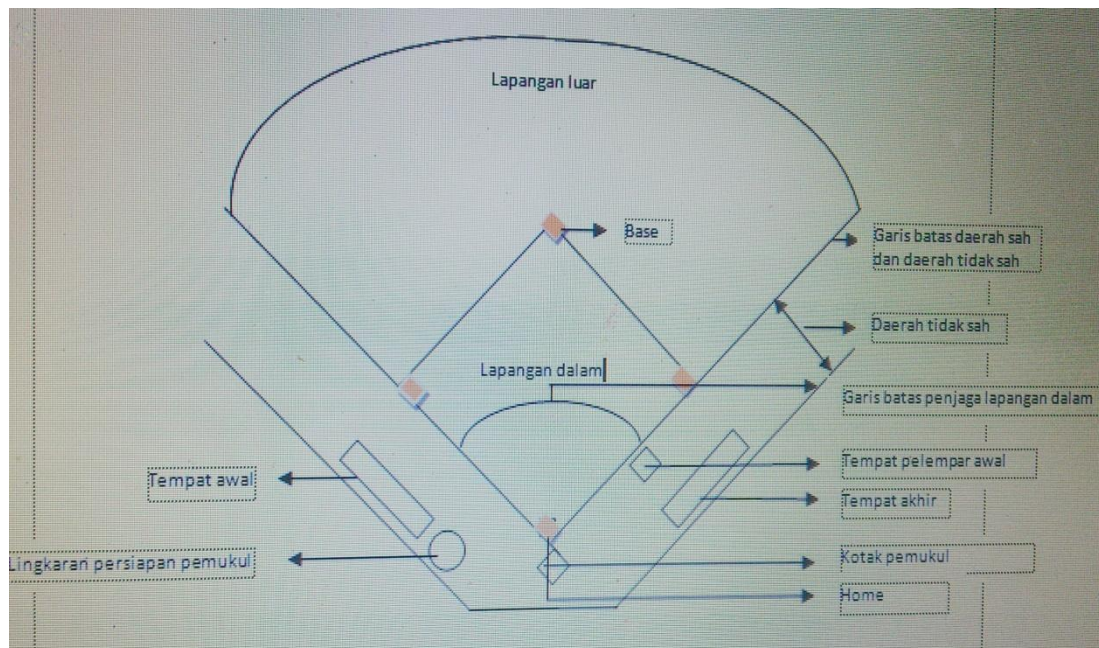 Lapangan luar
Base
Garis batas daerah sah
dan daerah tidak sah
Daerah tidak sah
Lapangan dalam
Garis batas penjaga lapangan dalam
Tempat pelempar awal
Tempat awal
Tempat akhir
Lingkaran persiapan pemukul
Kotak pemukul
Home